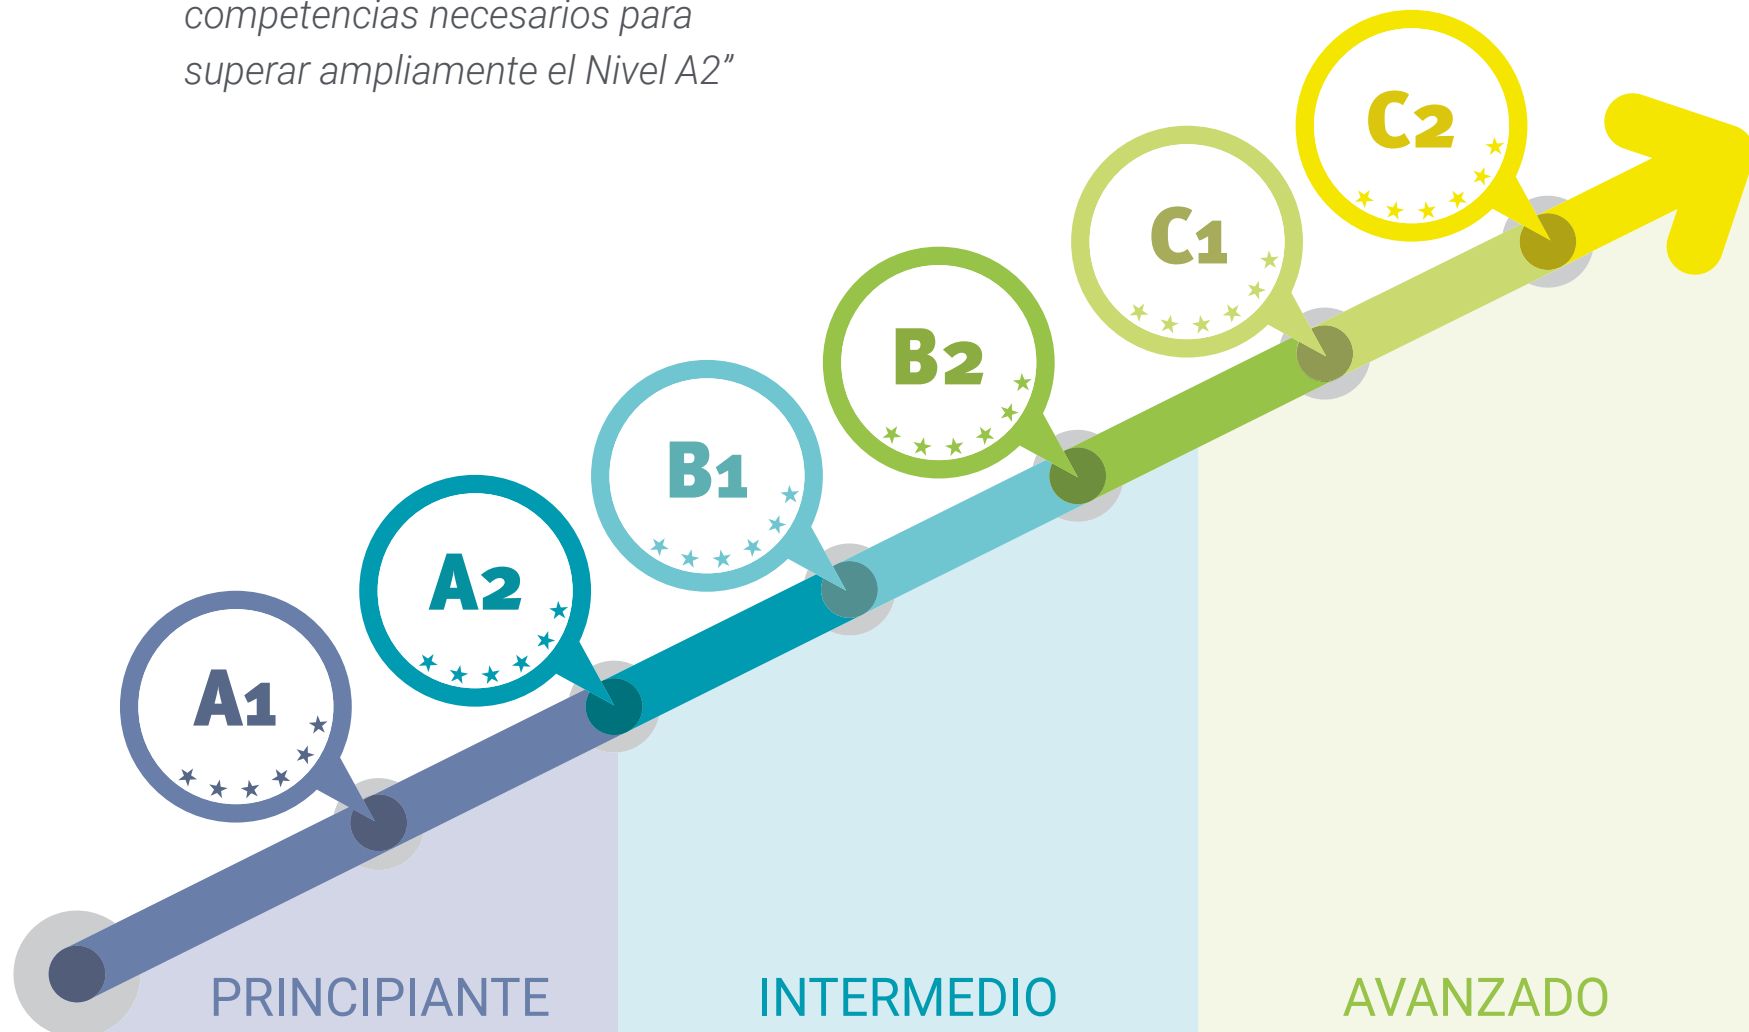 competencias necesarios para
superar ampliamente el Nivel A2”
C2
C1
B2
B1
A2
A1
PRINCIPIANTE
INTERMEDIO
AVANZADO